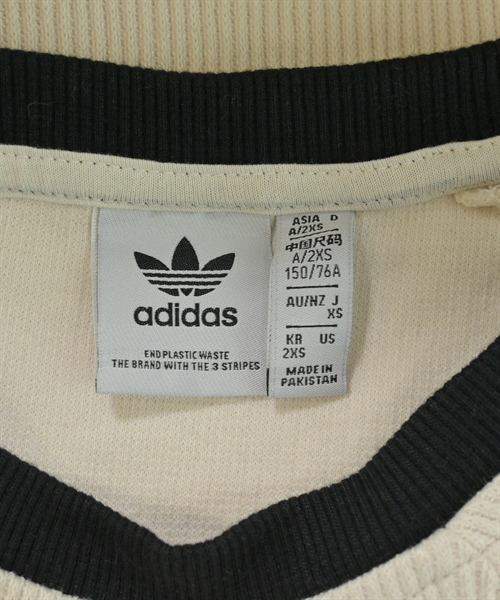 adidas
END PLASTIC WASTE
THE BRAND WITH THE 3 STRIPES
ASIA D
A/2XS
中国尺码
A/2XS
150/76A
AU/NZ J
XS
KR US
2XS
MADE IN
PAKISTAN